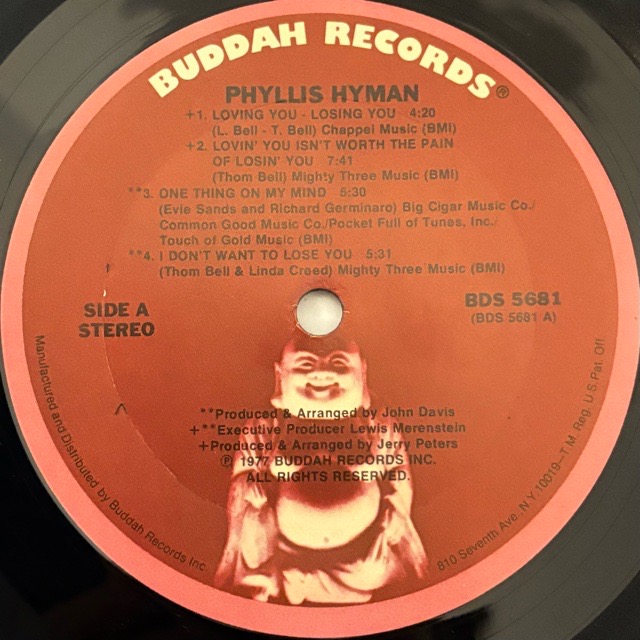 BUDDAH RECORDS®
PHYLLIS HYMAN
+1. LOVING YOU - LOSING YOU 4:20
(L. Bell - T. Bell) Chappel Music (BMI)
+2. LOVIN' YOU ISN'T WORTH THE PAIN
OF LOSIN' YOU 7:41
(Thom Bell) Mighty Three Music (BMI)
**3. ONE THING ON MY MIND 5:30
(Evie Sands and Richard Germinaro) Big Cigar Music Co./
Common Good Music Co./Pocket Full of Tunes, Inc./
Touch of Gold Music (BMI)
**4. I DON'T WANT TO LOSE YOU 5:31
(Thom Bell & Linda Creed) Mighty Three Music (BMI)
SIDE A
STEREO
BDS 5681
(BDS 5681 A)
**Produced & Arranged by John Davis
+**Executive Producer Lewis Merenstein
+Produced & Arranged by Jerry Peters
℗ 1977 BUDDAH RECORDS INC.
ALL RIGHTS RESERVED.
Manufactured and Distributed by Buddah Records Inc.
810 Seventh Ave., N.Y. 10019—T.M. Reg. U.S. Pat. Off